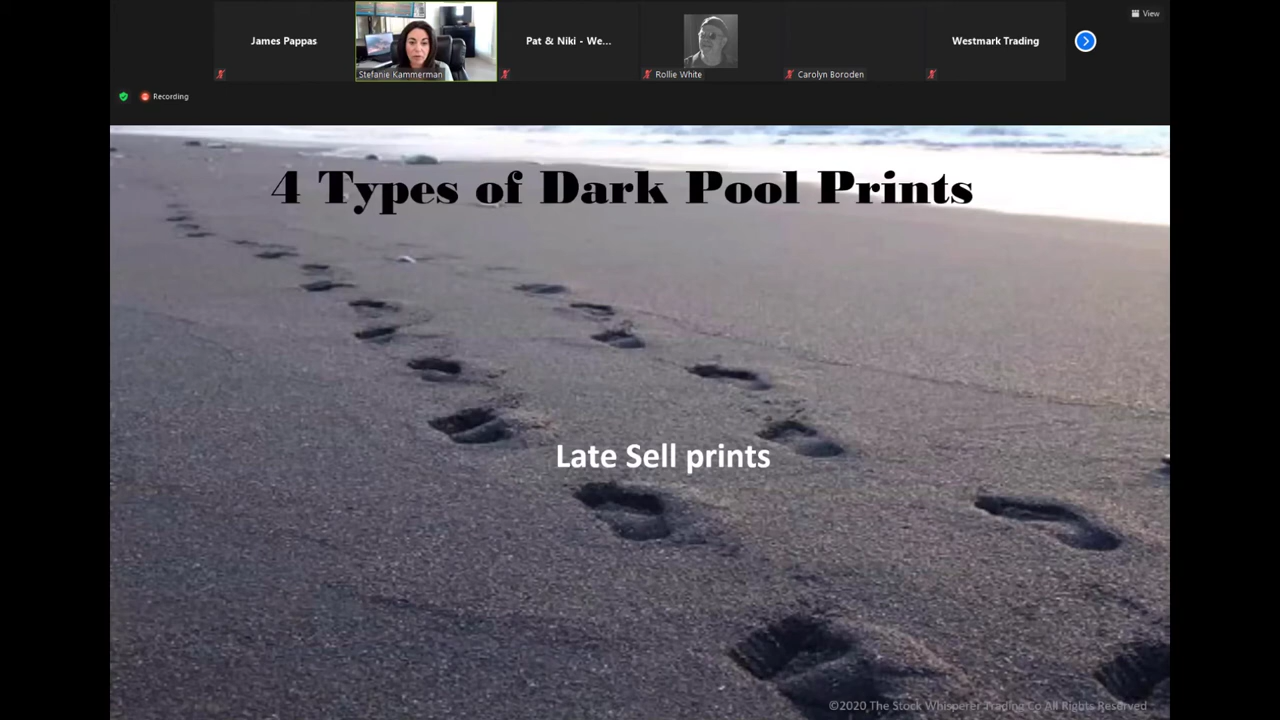 View
James Pappas
Stefanie Kammerman
Pat & Niki - We...
Rollie White
Carolyn Boroden
Westmark Trading
Recording
4 Types of Dark Pool Prints
Late Sell prints
©2020 The Stock Whisperer Trading Co All Rights Reserved